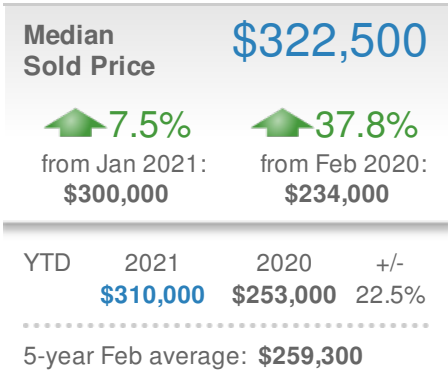 Median $322,500
Sold Price
7.5% 37.8%
from Jan 2021: from Feb 2020:
$300,000 $234,000
YTD 2021 2020 +/-
$310,000 $253,000 22.5%
5-year Feb average: $259,300